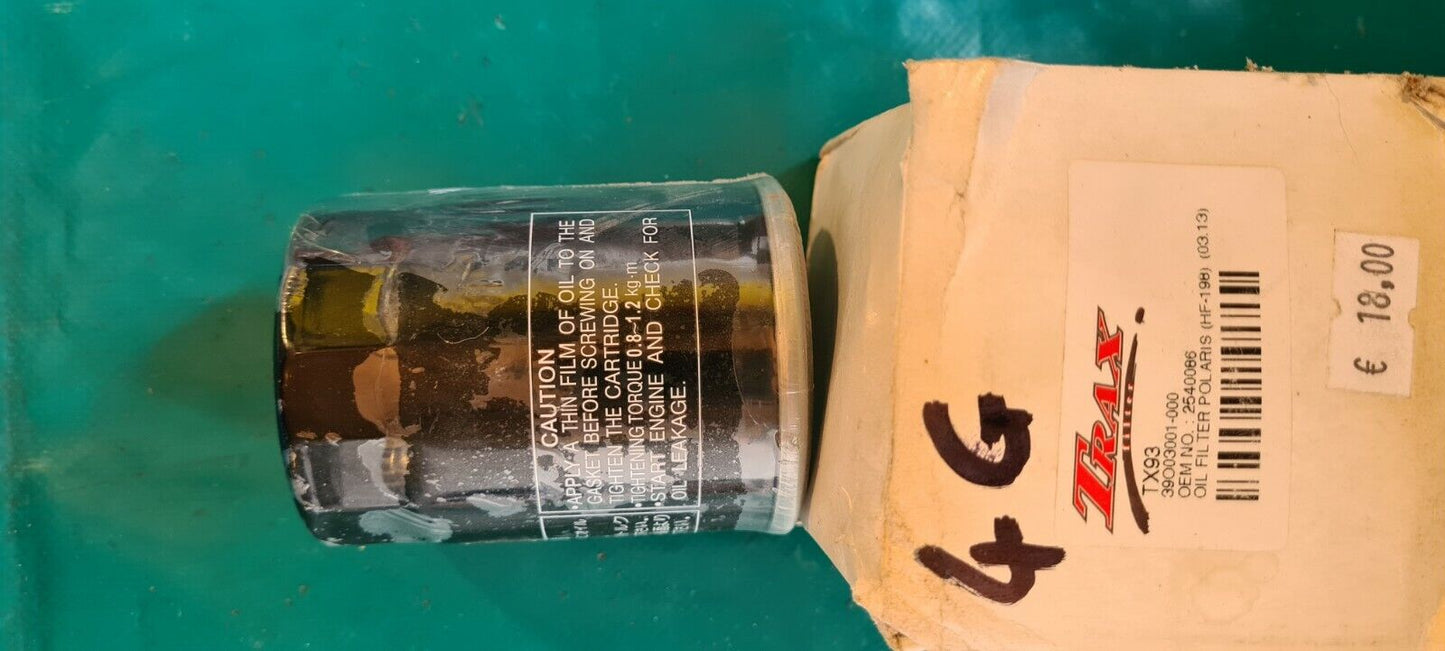 CAUTION
•APPLY A THIN FILM OF OIL TO THE
GASKET BEFORE SCREWING ON AND
TIGHTEN THE CARTRIDGE.
•TIGHTENING TORQUE 0.8~1.2 kg·m
•START ENGINE AND CHECK FOR
OIL LEAKAGE.
4 G
TRAX
TX93
39O03001-000
OEM NO.: 2540086
OIL FILTER POLARIS (HF-198) (03.13)
€ 18,00